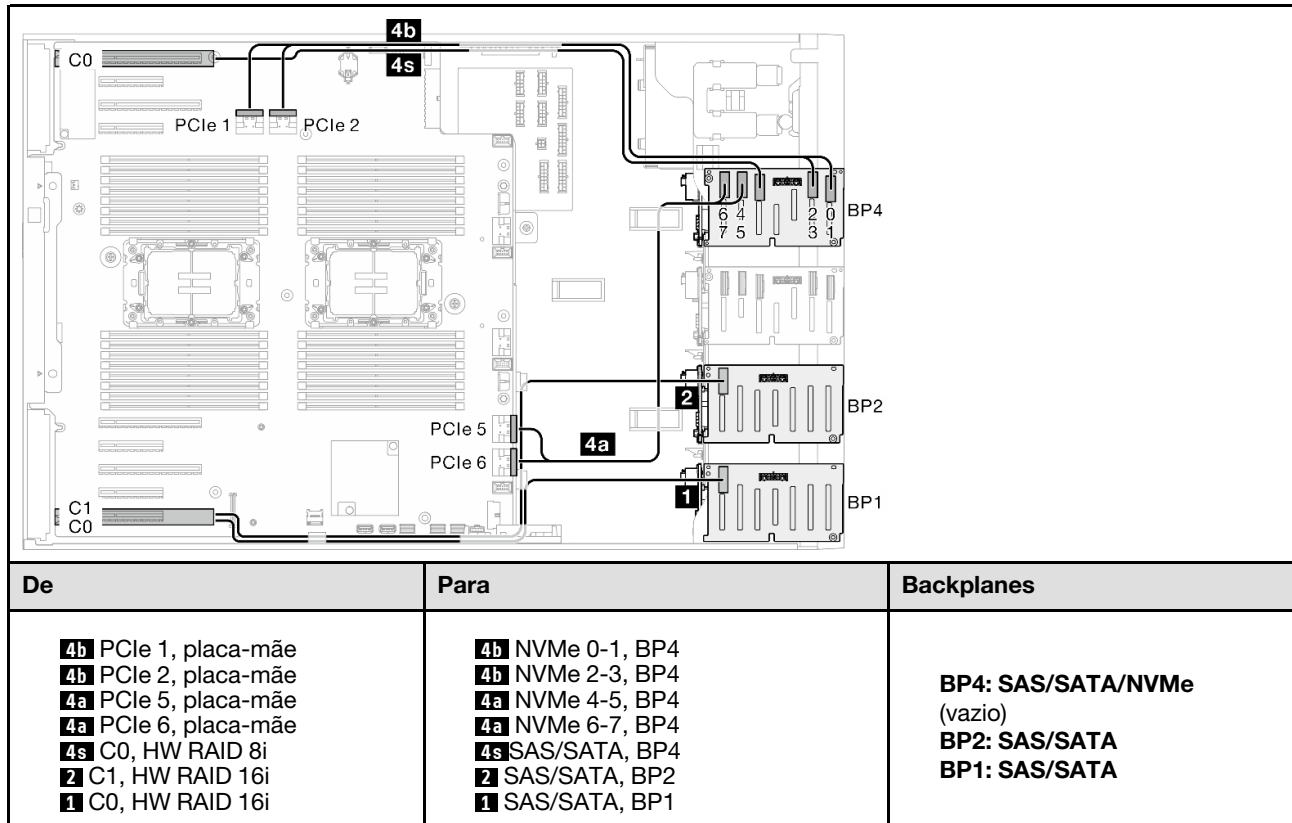 4b
C0
4s
PCIe 1
PCIe 2
6 4 2 0
7 5 3 1
BP4
2
BP2
PCIe 5
4a
PCIe 6
1
C1
C0
BP1
De
Para
Backplanes
4b PCIe 1, placa-mãe
4b PCIe 2, placa-mãe
4a PCIe 5, placa-mãe
4a PCIe 6, placa-mãe
4s C0, HW RAID 8i
2 C1, HW RAID 16i
1 C0, HW RAID 16i
4b NVMe 0-1, BP4
4b NVMe 2-3, BP4
4a NVMe 4-5, BP4
4a NVMe 6-7, BP4
4s SAS/SATA, BP4
2 SAS/SATA, BP2
1 SAS/SATA, BP1
BP4: SAS/SATA/NVMe
(vazio)
BP2: SAS/SATA
BP1: SAS/SATA